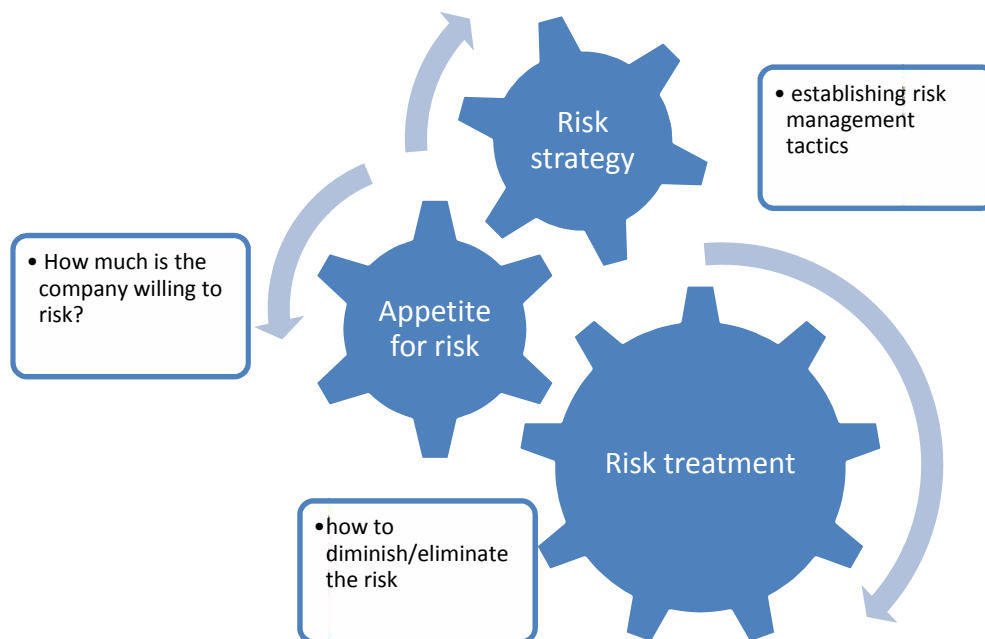 Risk
strategy
• establishing risk
management
tactics
• How much is the
company willing to
risk?
Appetite
for risk
Risk treatment
•how to
diminish/eliminate
the risk